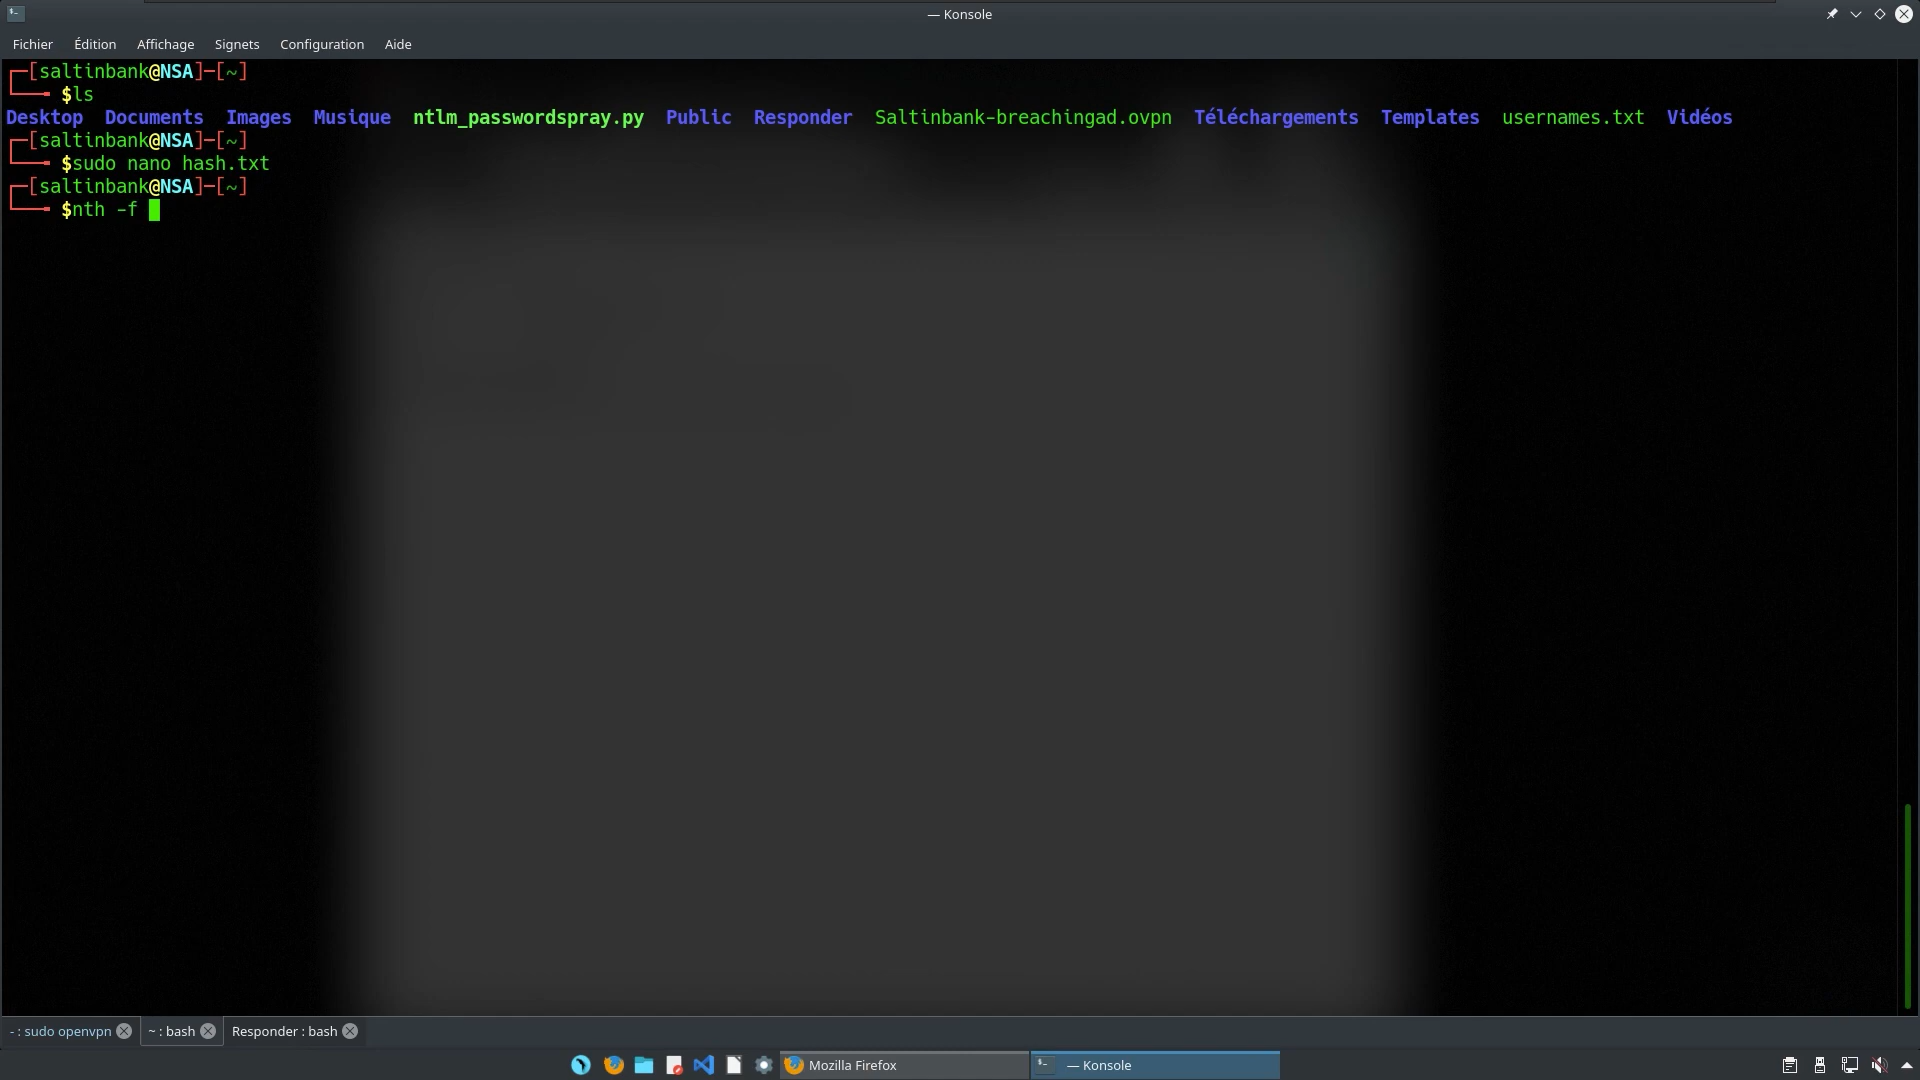 — Konsole
Fichier Édition Affichage Signets Configuration Aide
[saltinbank@NSA]─[~]
$ls
Desktop Documents Images Musique ntlm_passwordspray.py Public Responder Saltinbank-breachingad.ovpn Téléchargements Templates usernames.txt Vidéos
[saltinbank@NSA]─[~]
$sudo nano hash.txt
[saltinbank@NSA]─[~]
$nth -f
- : sudo openvpn ~ : bash Responder : bash
Mozilla Firefox — Konsole